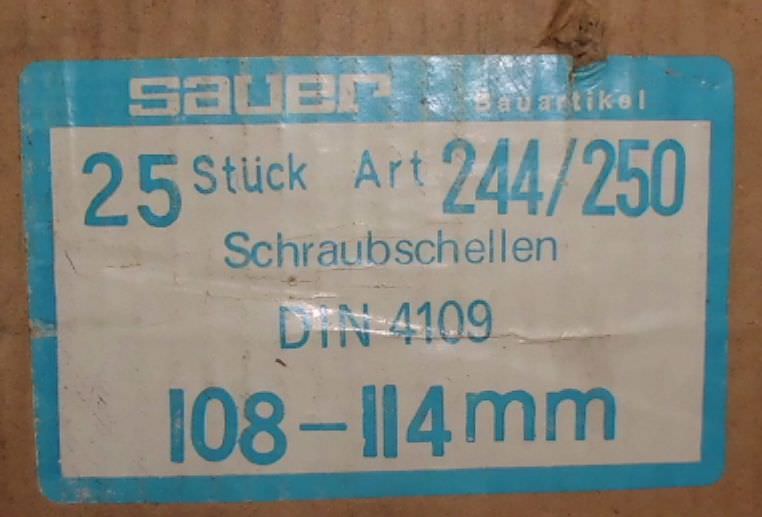 sauer Bauartikel
25 Stück Art 244/250
Schraubschellen
DIN 4109
108-114mm